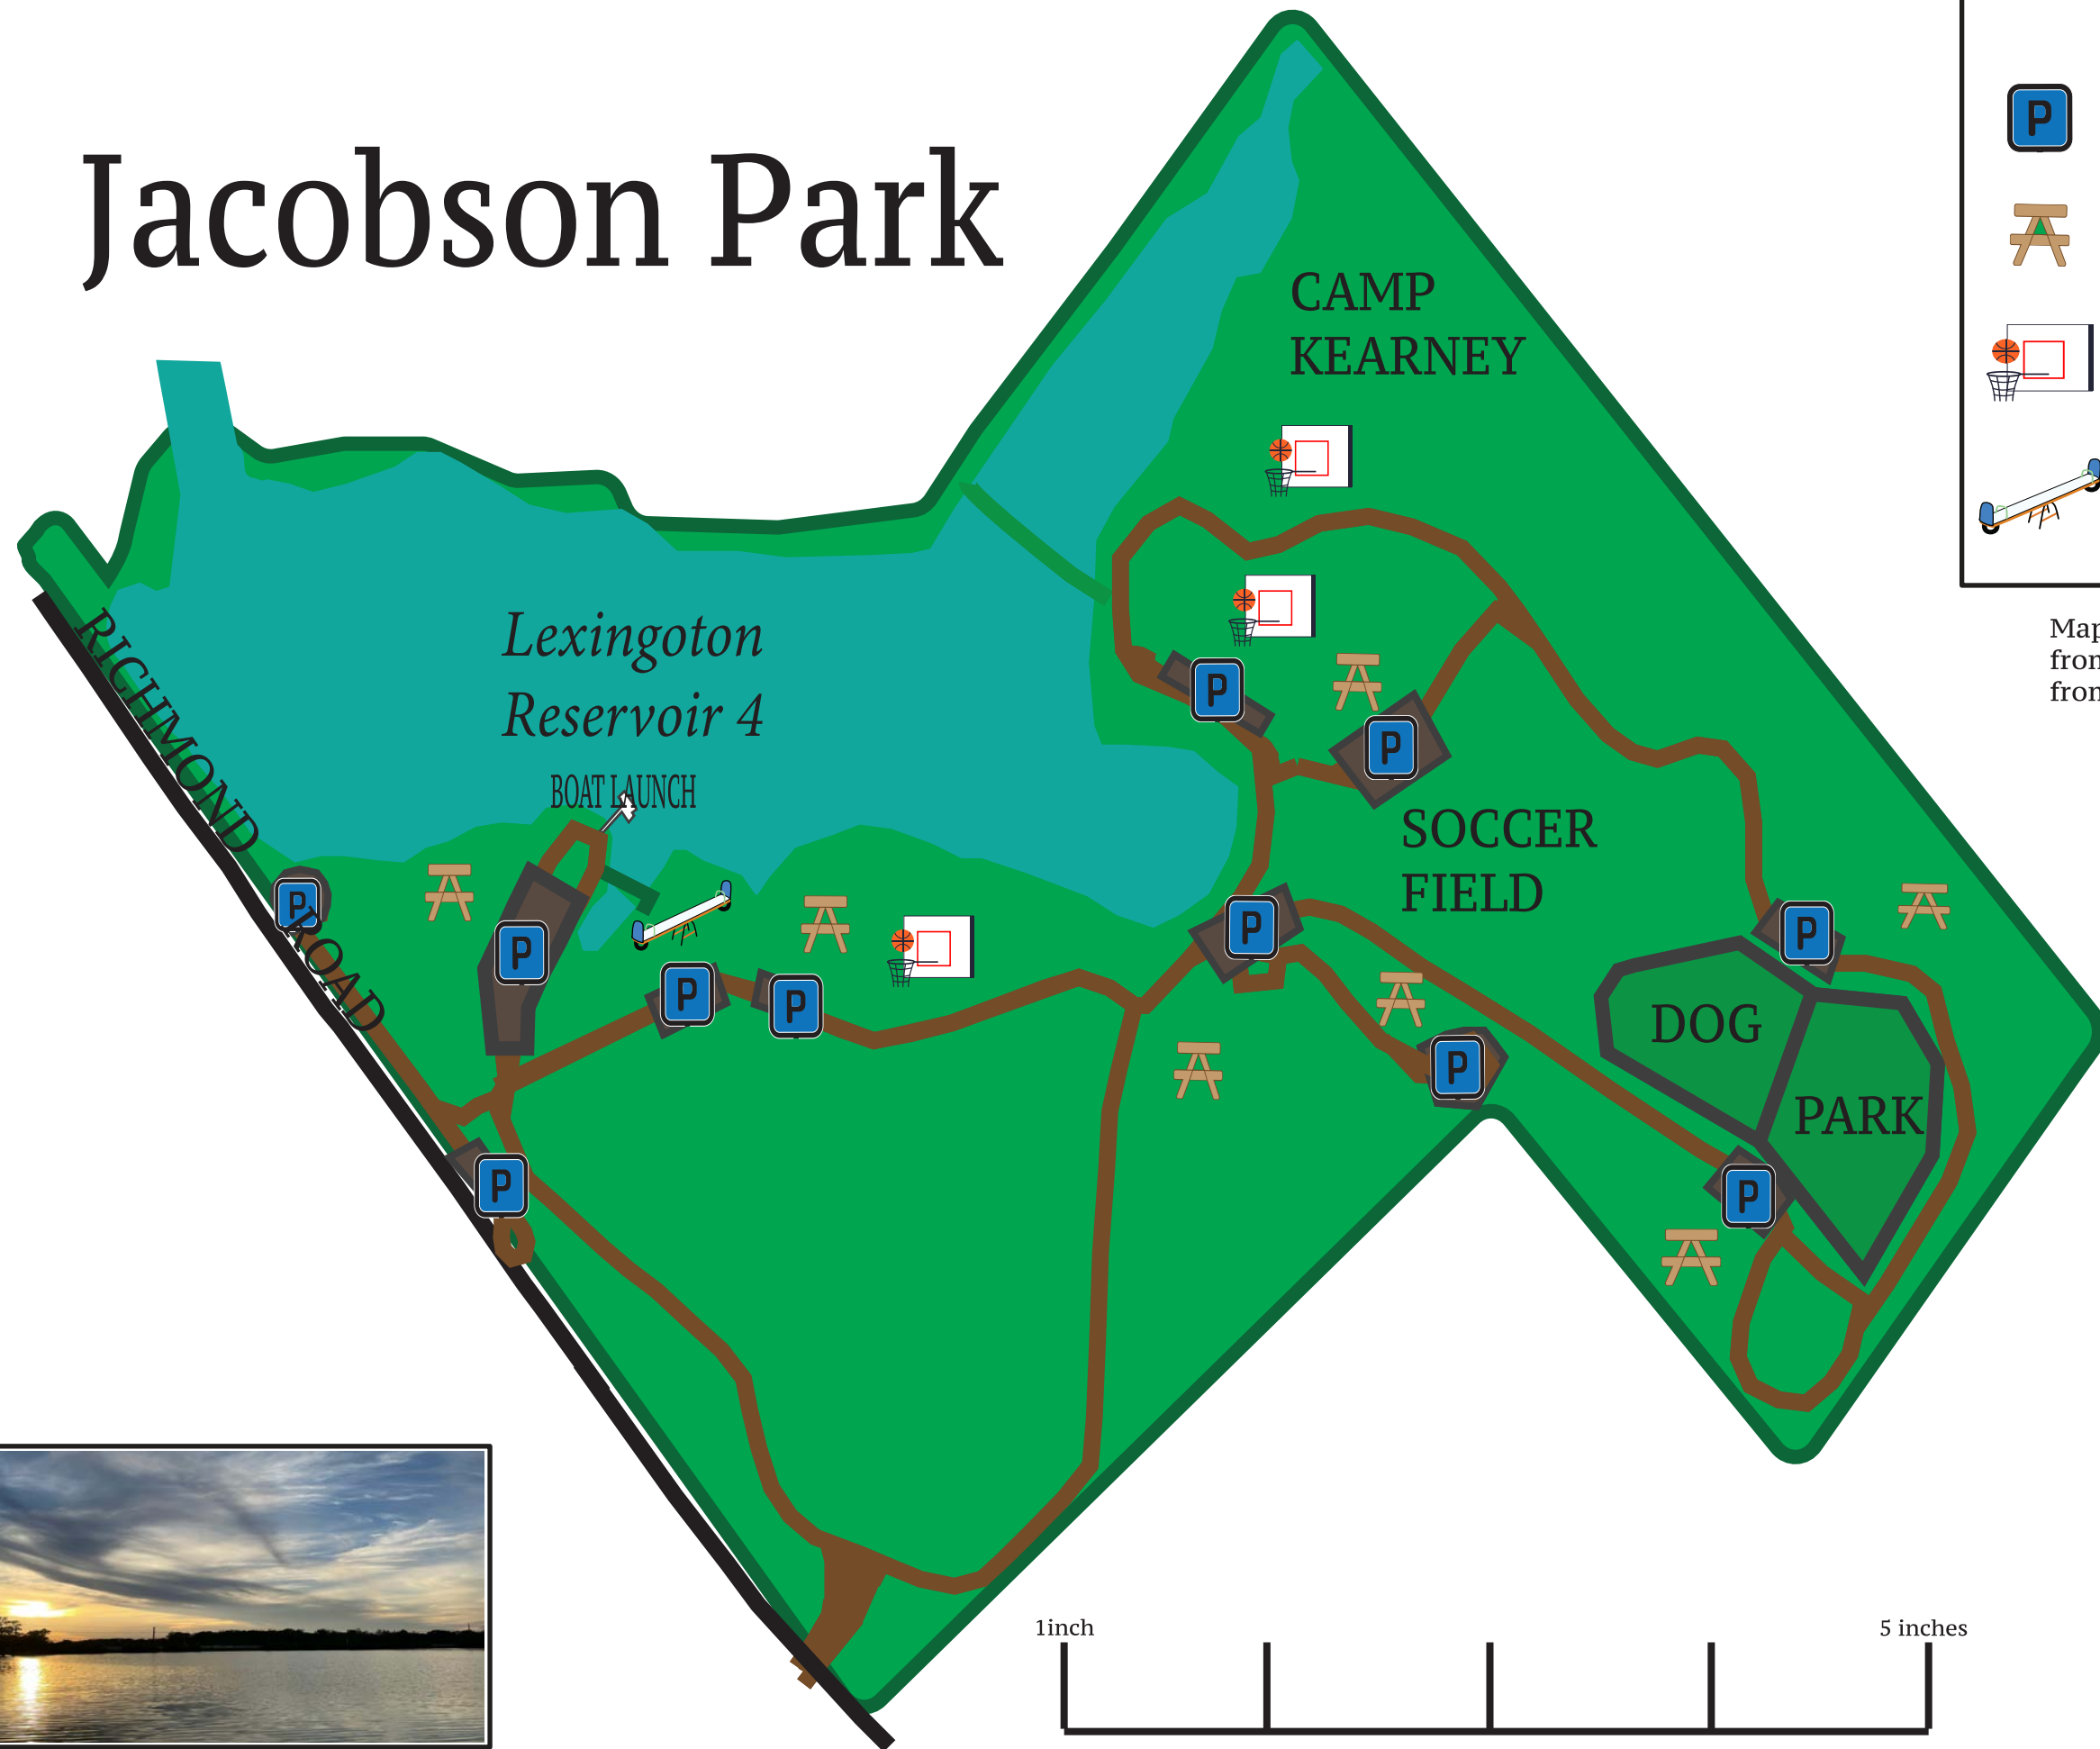 Jacobson Park
P
CAMP
KEARNEY
Lexingoton
Reservoir 4
BOAT LAUNCH
RICHMOND
ROAD
P
P
SOCCER
FIELD
P
P
P
P
P
P
DOG
PARK
P
P
P
1inch
5 inches